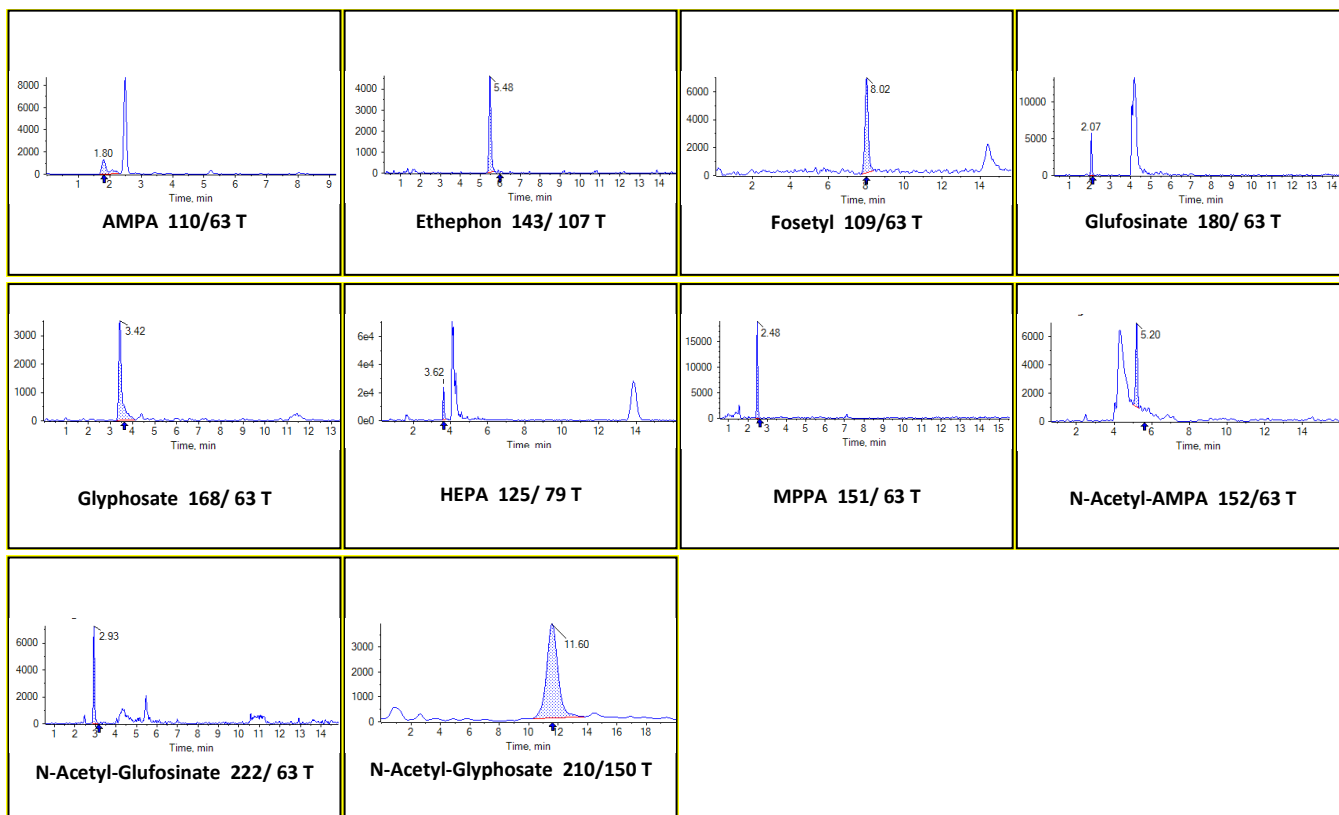 8000
6000
4000
2000
0
1.80
1 2 3 4 5 6 7 8 9
Time, min
AMPA 110/63 T
4000
3000
2000
1000
0
5.48
1 2 3 4 5 6 7 8 9 10 11 12 13 14
Time, min
Ethephon 143/ 107 T
6000
4000
2000
0
8.02
4 6 8 10 12 14
Time, min
Fosetyl 109/63 T
10000
5000
0
2.07
1 2 3 4 5 6 7 8 9 10 11 12 13 14
Time, min
Glufosinate 180/ 63 T
3000
2000
1000
0
3.42
1 2 3 4 5 6 7 8 9 10 11 12 13
Time, min
Glyphosate 168/ 63 T
6e4
4e4
2e4
0e0
3.62
2 4 6 8 10 12 14
Time, min
HEPA 125/ 79 T
15000
10000
5000
0
2.48
1 2 3 4 5 6 7 8 9 10 11 12 13 14 15
Time, min
MPPA 151/ 63 T
6000
4000
2000
0
5.20
2 4 6 8 10 12 14
Time, min
N-Acetyl-AMPA 152/63 T
6000
4000
2000
0
2.93
1 2 3 4 5 6 7 8 9 10 11 12 13 14
Time, min
N-Acetyl-Glufosinate 222/ 63 T
3000
2000
1000
0
11.60
2 4 6 8 10 12 14 16 18
Time, min
N-Acetyl-Glyphosate 210/150 T